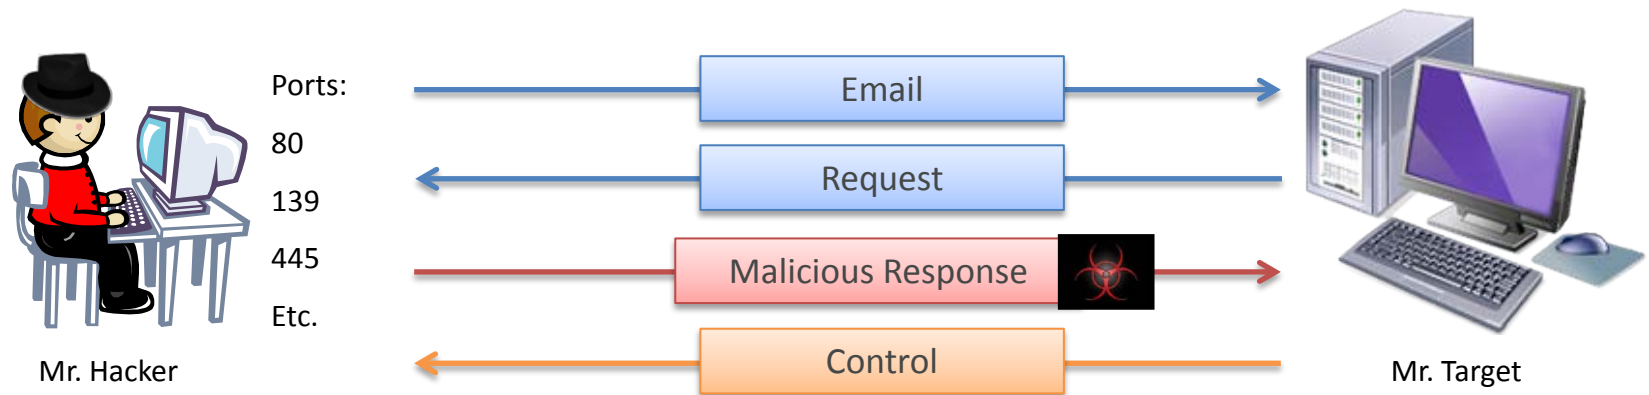 Ports:
80
139
445
Etc.
Email
Request
Malicious Response
Control
Mr. Hacker
Mr. Target